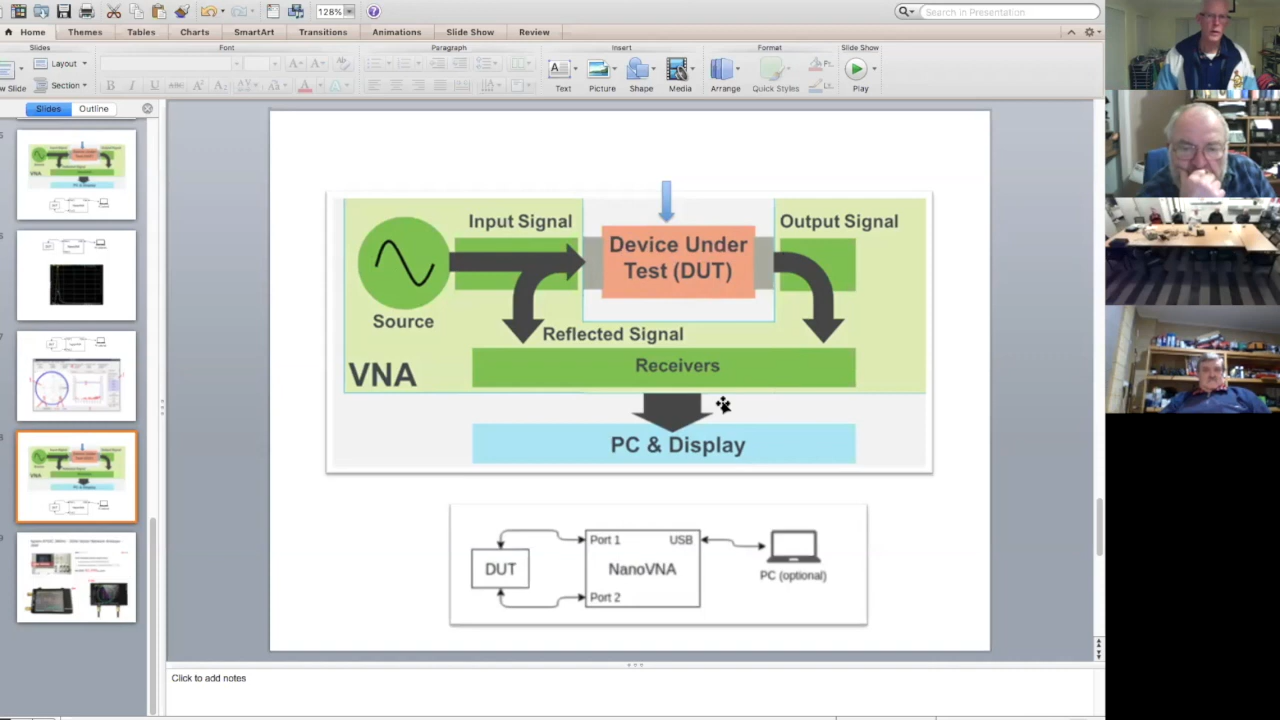 128%
Search in Presentation
Home Themes Tables Charts SmartArt Transitions Animations Slide Show Review
Slides Font Paragraph Insert Format Slide Show
Layout
Section
Text Picture Shape Media Arrange Quick Styles Play
Slides Outline
Input Signal
Output Signal
Device Under
Test (DUT)
Source
Reflected Signal
Receivers
VNA
PC & Display
Port 1 USB
DUT NanoVNA
PC (optional)
Port 2
Click to add notes